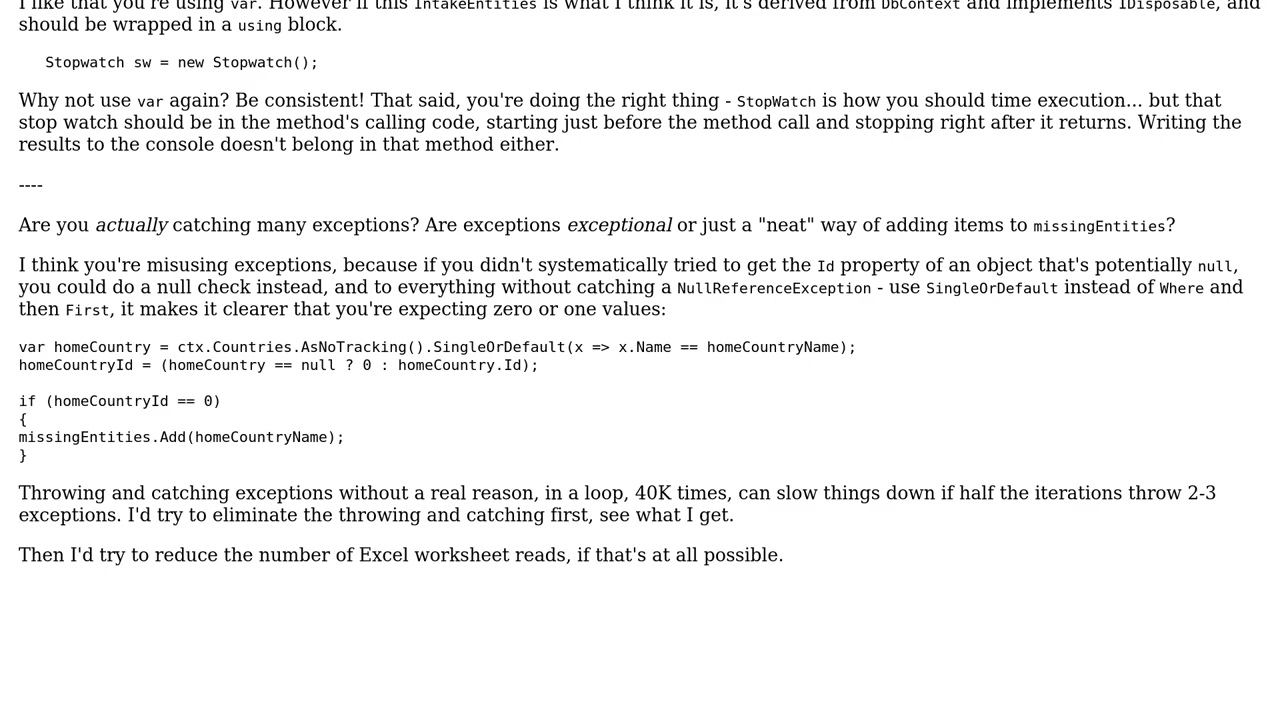 I like that you're using var. However if this IntakeEntities is what I think it is, it's derived from DbContext and implements IDisposable, and
should be wrapped in a using block.
Stopwatch sw = new Stopwatch();
Why not use var again? Be consistent! That said, you're doing the right thing - StopWatch is how you should time execution... but that
stop watch should be in the method's calling code, starting just before the method call and stopping right after it returns. Writing the
results to the console doesn't belong in that method either.
----
Are you actually catching many exceptions? Are exceptions exceptional or just a "neat" way of adding items to missingEntities?
I think you're misusing exceptions, because if you didn't systematically tried to get the Id property of an object that's potentially null,
you could do a null check instead, and to everything without catching a NullReferenceException - use SingleOrDefault instead of Where and
then First, it makes it clearer that you're expecting zero or one values:
var homeCountry = ctx.Countries.AsNoTracking().SingleOrDefault(x => x.Name == homeCountryName);
homeCountryId = (homeCountry == null ? 0 : homeCountry.Id);
if (homeCountryId == 0)
{
missingEntities.Add(homeCountryName);
}
Throwing and catching exceptions without a real reason, in a loop, 40K times, can slow things down if half the iterations throw 2-3
exceptions. I'd try to eliminate the throwing and catching first, see what I get.
Then I'd try to reduce the number of Excel worksheet reads, if that's at all possible.